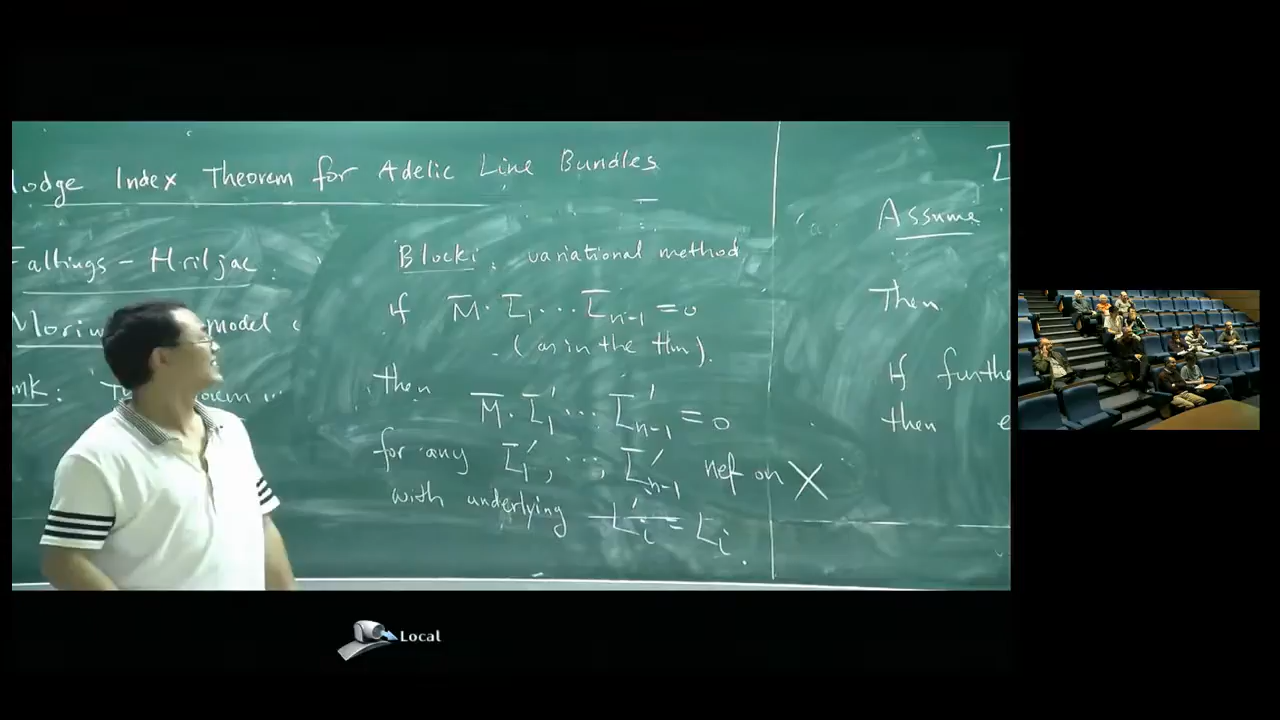 Hodge Index Theorem for Adelic Line Bundles
Faltings - Hriljac.
Moriw model
mk:
Blocki: variational method
if M̅ · L̅₁ ... L̅ₙ₋₁ = 0
(as in the thm).
then
M̅ · L̅₁' ... L̅ₙ₋₁' = 0
for any L̅₁', ..., L̅ₙ₋₁' nef on X
with underlying L'ᵢ = Lᵢ.
Assume
Then
If furthe
then e
Local